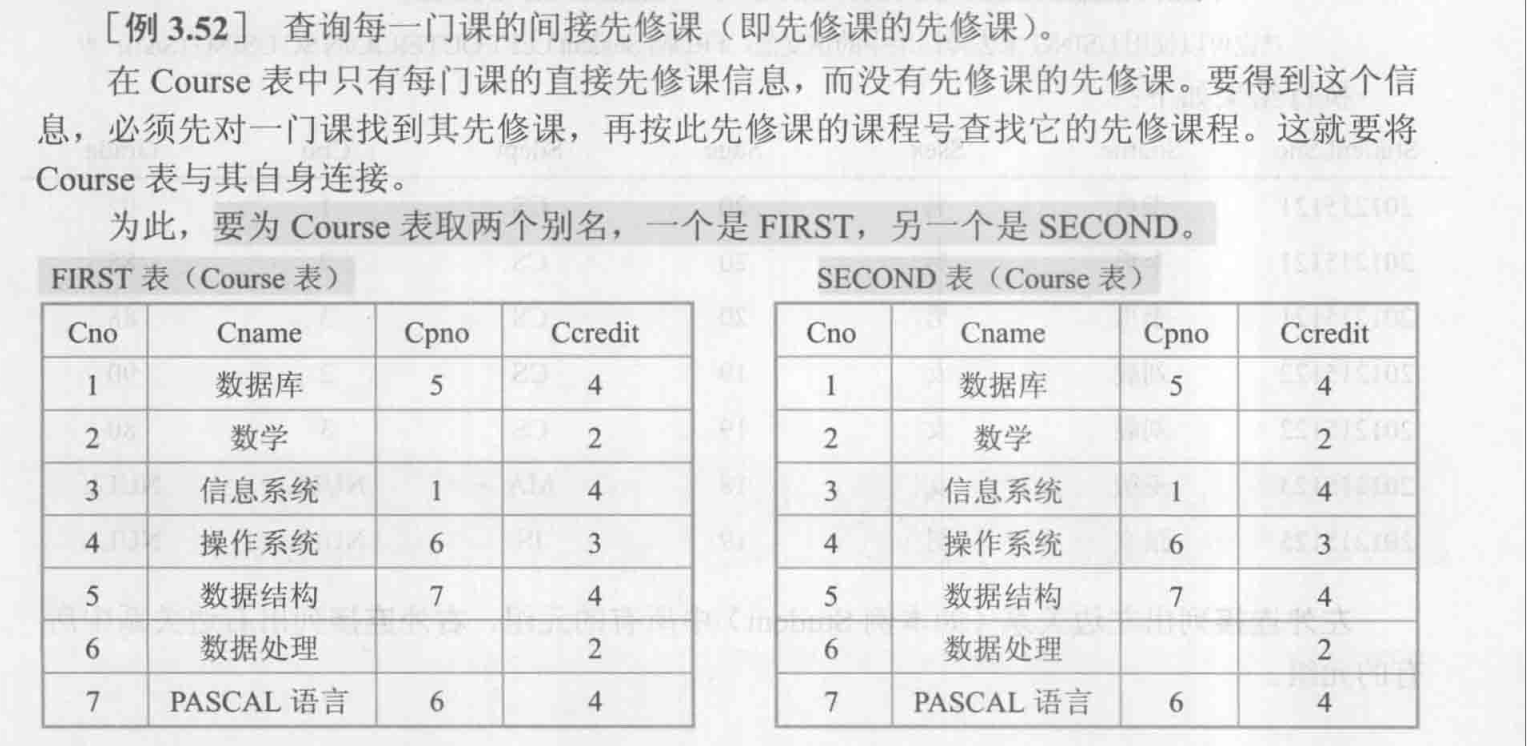 ［例 3.52］ 查询每一门课的间接先修课（即先修课的先修课）。
在 Course 表中只有每门课的直接先修课信息，而没有先修课的先修课。要得到这个信
息，必须先对一门课找到其先修课，再按此先修课的课程号查找它的先修课程。这就要将
Course 表与其自身连接。
为此，要为 Course 表取两个别名，一个是 FIRST，另一个是 SECOND。
FIRST 表（Course 表） SECOND 表（Course 表）
Cno Cname Cpno Ccredit Cno Cname Cpno Ccredit
1 数据库 5 4 1 数据库 5 4
2 数学 2 2 数学 2
3 信息系统 1 4 3 信息系统 1 4
4 操作系统 6 3 4 操作系统 6 3
5 数据结构 7 4 5 数据结构 7 4
6 数据处理 2 6 数据处理 2
7 PASCAL 语言 6 4 7 PASCAL 语言 6 4